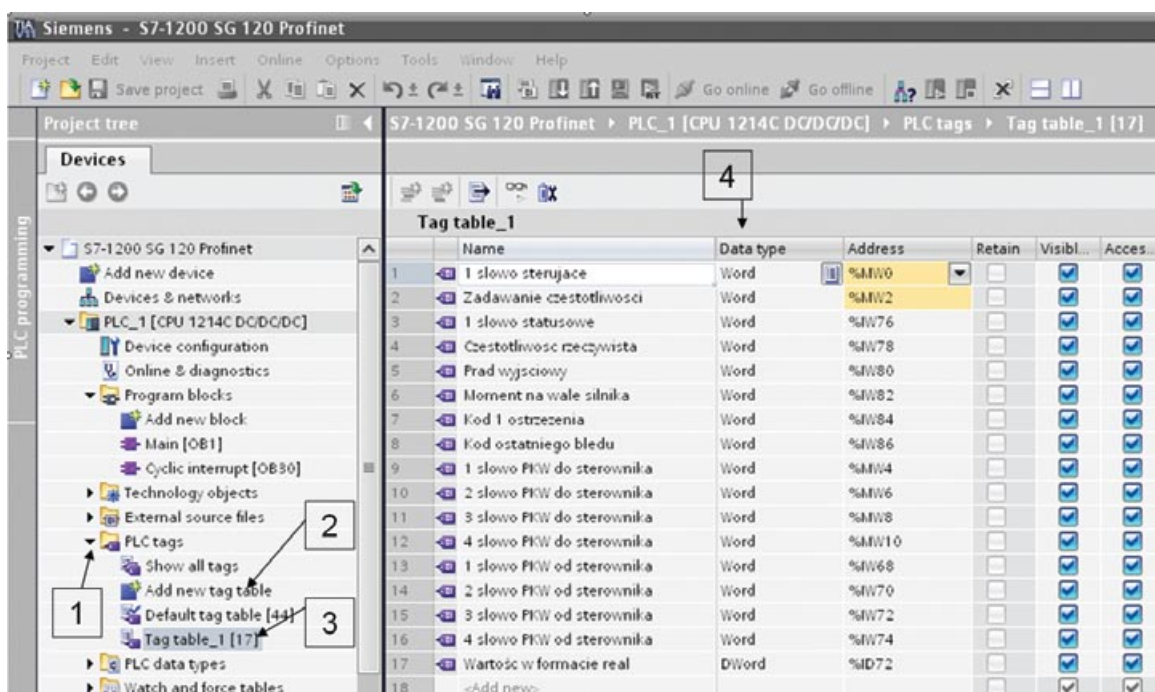 Siemens - S7-1200 SG 120 Profinet
Project Edit View Insert Online Options Tools Window Help
Save project Go online Go offline
Project tree
S7-1200 SG 120 Profinet PLC_1 [CPU 1214C DC/DC/DC] PLC tags Tag table_1 [17]
Devices
4
PLC programming
Tag table_1
S7-1200 SG 120 Profinet
Add new device
Devices & networks
PLC_1 [CPU 1214C DC/DC/DC]
Device configuration
Online & diagnostics
Program blocks
Add new block
Main [OB1]
Cyclic interrupt [OB30]
Technology objects
External source files
2
PLC tags
Show all tags
1
Add new tag table
Default tag table [44]
3
Tag table_1 [17]
PLC data types
Watch and force tables
Name Data type Address Retain Visibl... Acces...
1 1 slowo sterujace Word %MW0
2 Zadawanie czestotliwosci Word %MW2
3 1 slowo statusowe Word %IW76
4 Czestotliwosc rzeczywista Word %IW78
5 Prad wyjsciowy Word %IW80
6 Moment na wale silnika Word %IW82
7 Kod 1 ostrzezenia Word %IW84
8 Kod ostatniego bledu Word %IW86
9 1 slowo PKW do sterownika Word %MW4
10 2 slowo PKW do sterownika Word %MW6
11 3 slowo PKW do sterownika Word %MW8
12 4 slowo PKW do sterownika Word %MW10
13 1 slowo PKW od sterownika Word %IW68
14 2 slowo PKW od sterownika Word %IW70
15 3 slowo PKW od sterownika Word %IW72
16 4 slowo PKW od sterownika Word %IW74
17 Wartosc w formacie real DWord %ID72
18 <Add new>